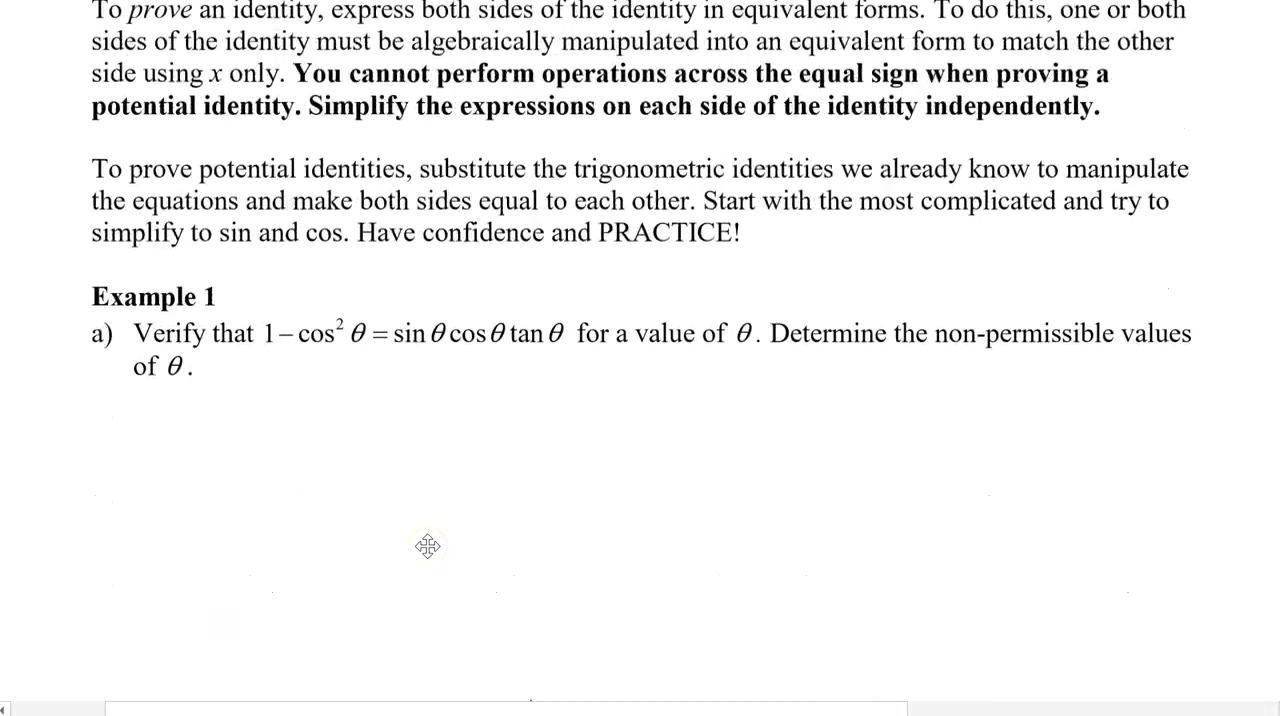 To prove an identity, express both sides of the identity in equivalent forms. To do this, one or both
sides of the identity must be algebraically manipulated into an equivalent form to match the other
side using x only. You cannot perform operations across the equal sign when proving a
potential identity. Simplify the expressions on each side of the identity independently.
To prove potential identities, substitute the trigonometric identities we already know to manipulate
the equations and make both sides equal to each other. Start with the most complicated and try to
simplify to sin and cos. Have confidence and PRACTICE!
Example 1
a) Verify that 1 – cos² θ = sin θ cos θ tan θ for a value of θ. Determine the non-permissible values
of θ.